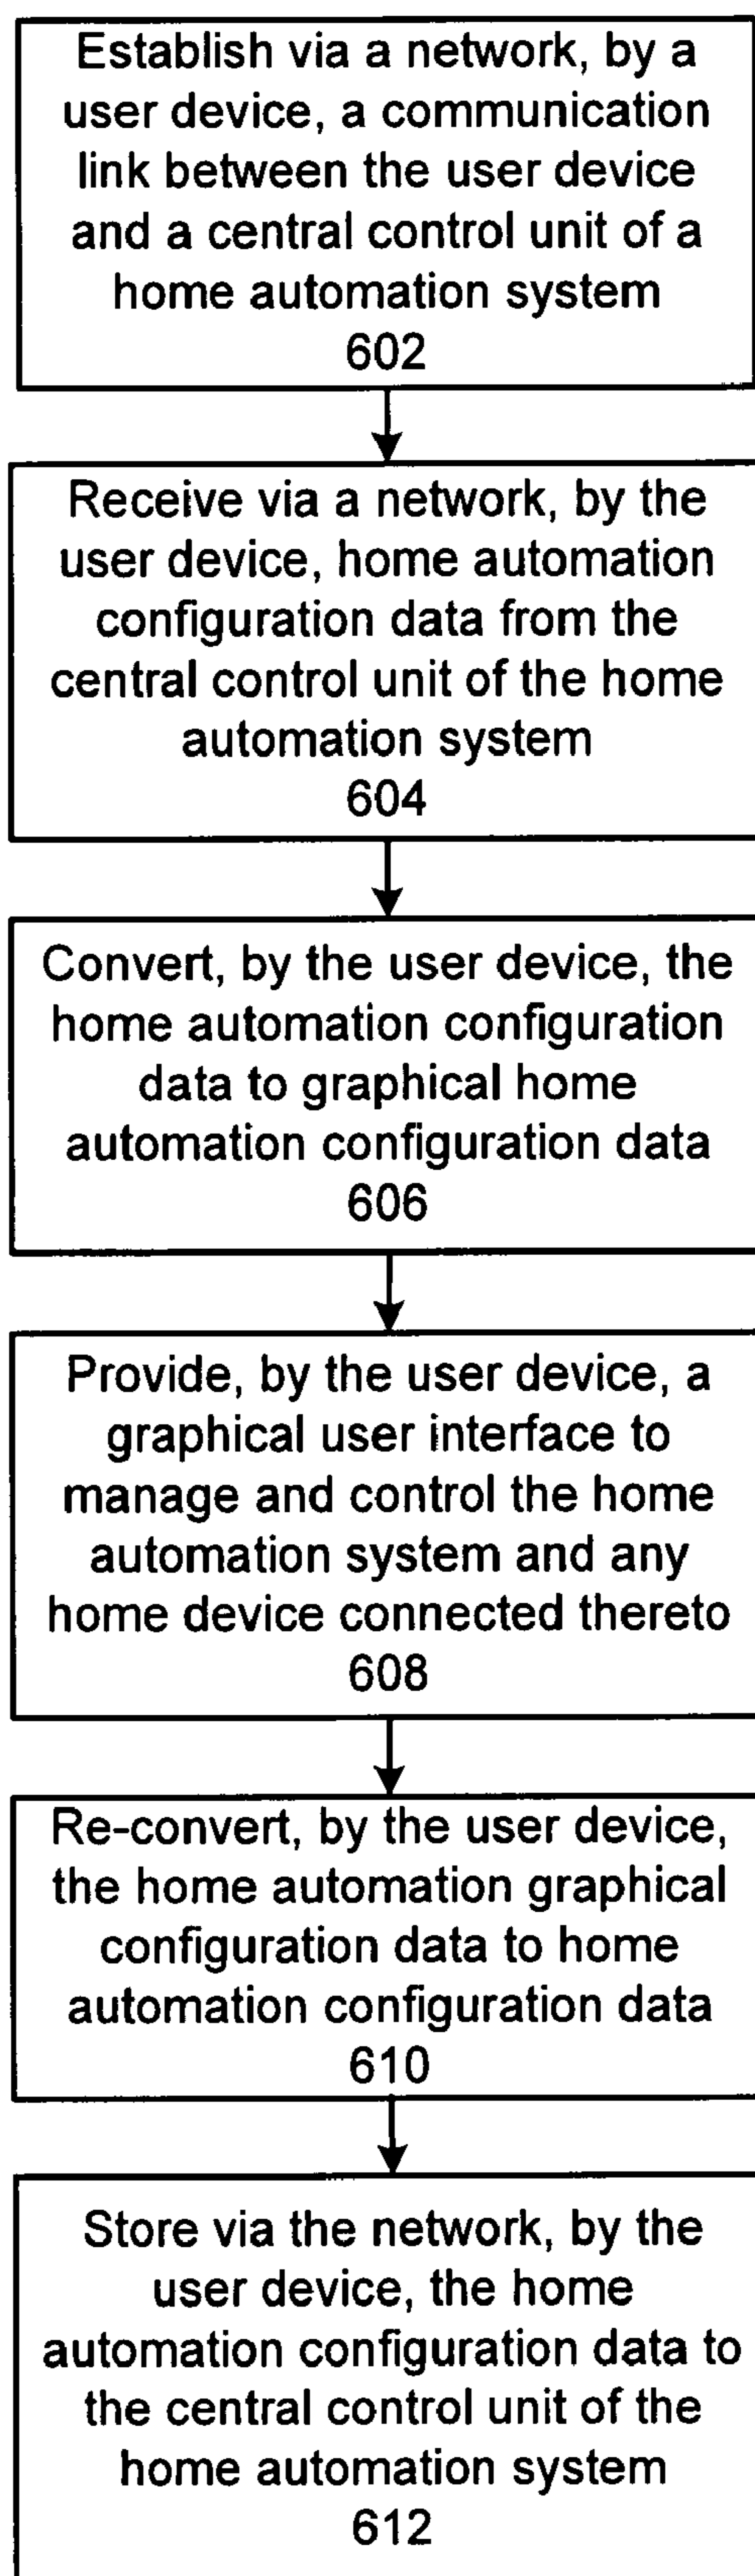 Establish via a network, by a
user device, a communication
link between the user device
and a central control unit of a
home automation system
602
Receive via a network, by the
user device, home automation
configuration data from the
central control unit of the home
automation system
604
Convert, by the user device, the
home automation configuration
data to graphical home
automation configuration data
606
Provide, by the user device, a
graphical user interface to
manage and control the home
automation system and any
home device connected thereto
608
Re-convert, by the user device,
the home automation graphical
configuration data to home
automation configuration data
610
Store via the network, by the
user device, the home
automation configuration data to
the central control unit of the
home automation system
612